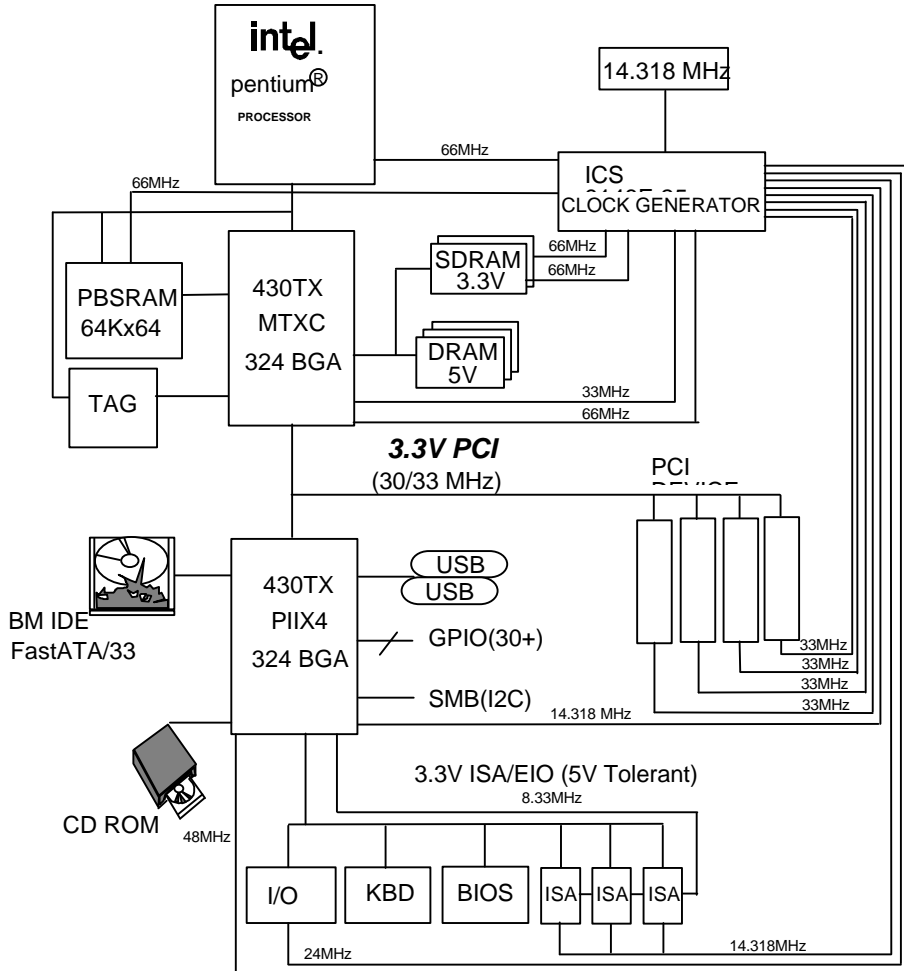 intel.
pentium®
PROCESSOR
14.318 MHz
66MHz
ICS
CLOCK GENERATOR
66MHz
PBSRAM
64Kx64
430TX
MTXC
324 BGA
SDRAM
3.3V
66MHz
66MHz
DRAM
5V
TAG
33MHz
66MHz
3.3V PCI
(30/33 MHz)
PCI
DEVICE
BM IDE
FastATA/33
430TX
PIIX4
324 BGA
USB
USB
GPIO(30+)
SMB(I2C)
33MHz
33MHz
33MHz
33MHz
14.318 MHz
CD ROM
48MHz
3.3V ISA/EIO (5V Tolerant)
8.33MHz
I/O
KBD
BIOS
ISA
ISA
ISA
24MHz
14.318MHz